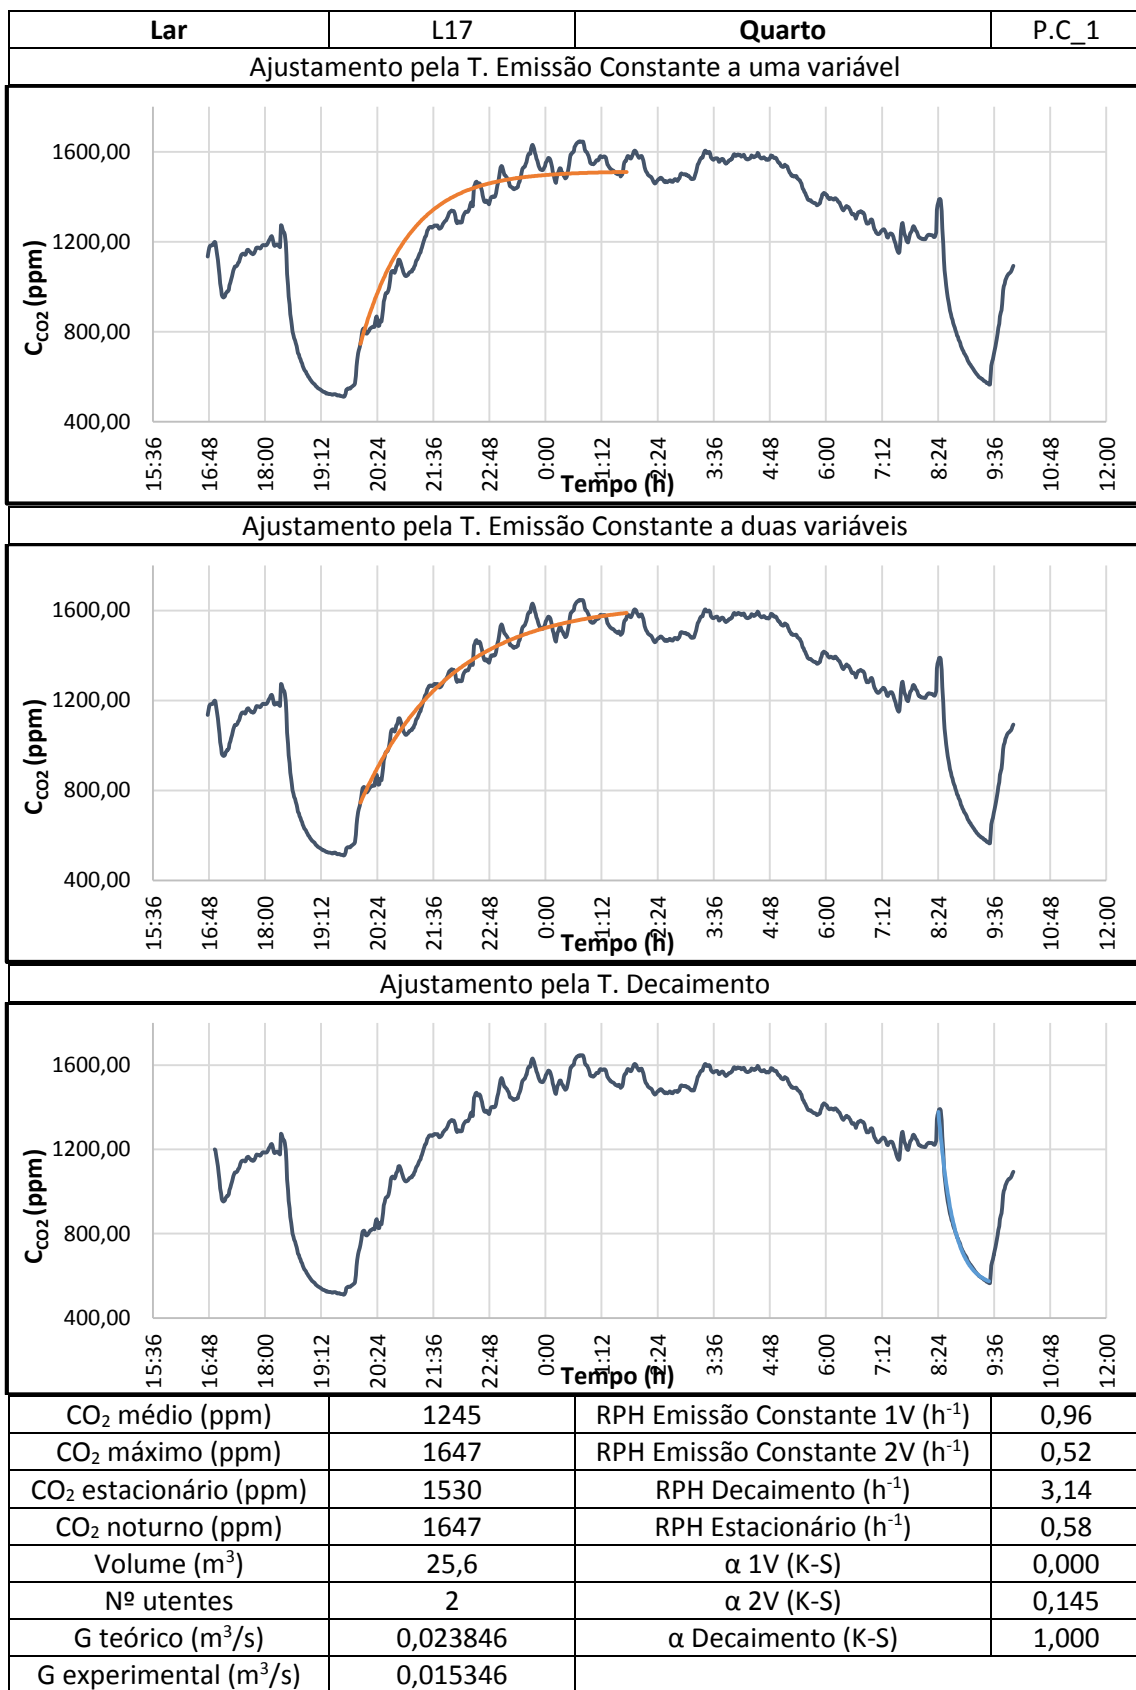 Lar L17 Quarto P.C_1
Ajustamento pela T. Emissão Constante a uma variável
1600,00
1200,00
800,00
400,00
C_CO2 (ppm)
15:36 16:48 18:00 19:12 20:24 21:36 22:48 0:00 1:12 2:24 3:36 4:48 6:00 7:12 8:24 9:36 10:48 12:00
Tempo (h)
Ajustamento pela T. Emissão Constante a duas variáveis
1600,00
1200,00
800,00
400,00
C_CO2 (ppm)
15:36 16:48 18:00 19:12 20:24 21:36 22:48 0:00 1:12 2:24 3:36 4:48 6:00 7:12 8:24 9:36 10:48 12:00
Tempo (h)
Ajustamento pela T. Decaimento
1600,00
1200,00
800,00
400,00
C_CO2 (ppm)
15:36 16:48 18:00 19:12 20:24 21:36 22:48 0:00 1:12 2:24 3:36 4:48 6:00 7:12 8:24 9:36 10:48 12:00
Tempo (h)
CO₂ médio (ppm) 1245 RPH Emissão Constante 1V (h⁻¹) 0,96
CO₂ máximo (ppm) 1647 RPH Emissão Constante 2V (h⁻¹) 0,52
CO₂ estacionário (ppm) 1530 RPH Decaimento (h⁻¹) 3,14
CO₂ noturno (ppm) 1647 RPH Estacionário (h⁻¹) 0,58
Volume (m³) 25,6 α 1V (K-S) 0,000
Nº utentes 2 α 2V (K-S) 0,145
G teórico (m³/s) 0,023846 α Decaimento (K-S) 1,000
G experimental (m³/s) 0,015346